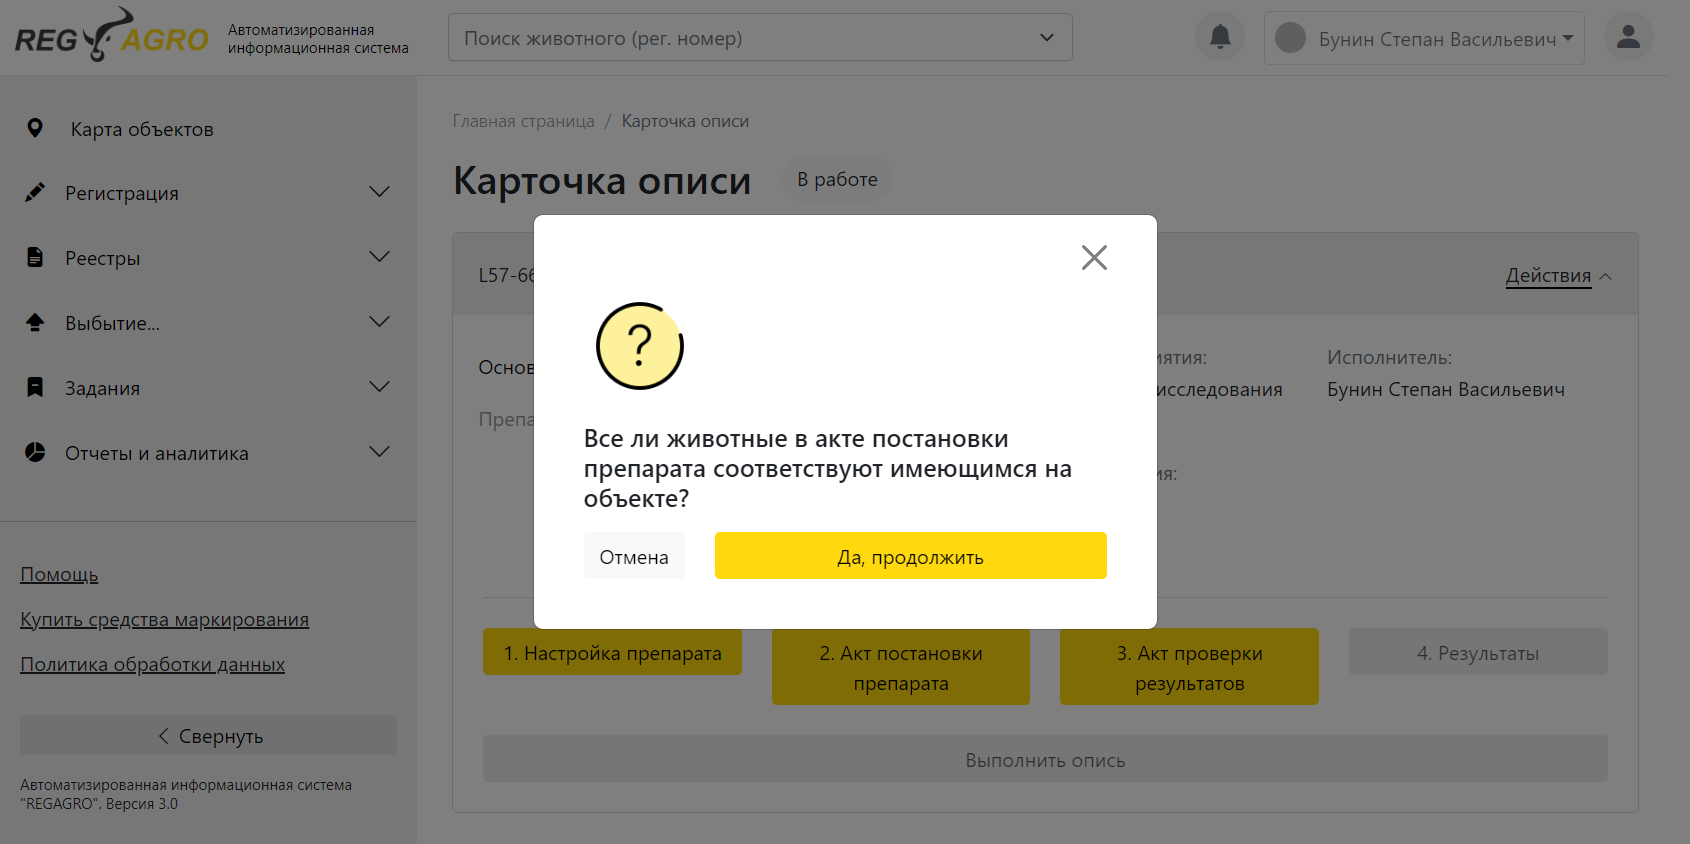 REG AGRO
Автоматизированная
информационная система
Поиск животного (рег. номер)
Бунин Степан Васильевич
Карта объектов
Регистрация
Реестры
Выбытие...
Задания
Отчеты и аналитика
Помощь
Купить средства маркирования
Политика обработки данных
Свернуть
Автоматизированная информационная система
"REGAGRO". Версия 3.0
Главная страница / Карточка описи
Карточка описи
В работе
L57-66
Действия
Основ
Препа
иятия:
исследования
Исполнитель:
Бунин Степан Васильевич
ия:
?
Все ли животные в акте постановки
препарата соответствуют имеющимся на
объекте?
Отмена
Да, продолжить
1. Настройка препарата
2. Акт постановки
препарата
3. Акт проверки
результатов
4. Результаты
Выполнить опись